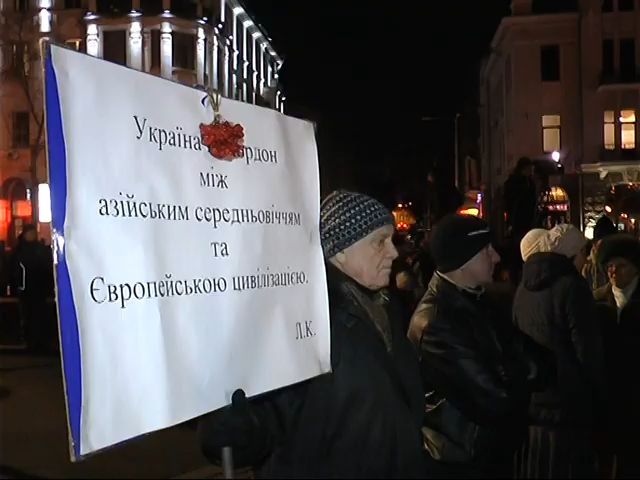 Україна
між
азійським середньовіччям
та
Європейською цивілізацією.
Л.К.